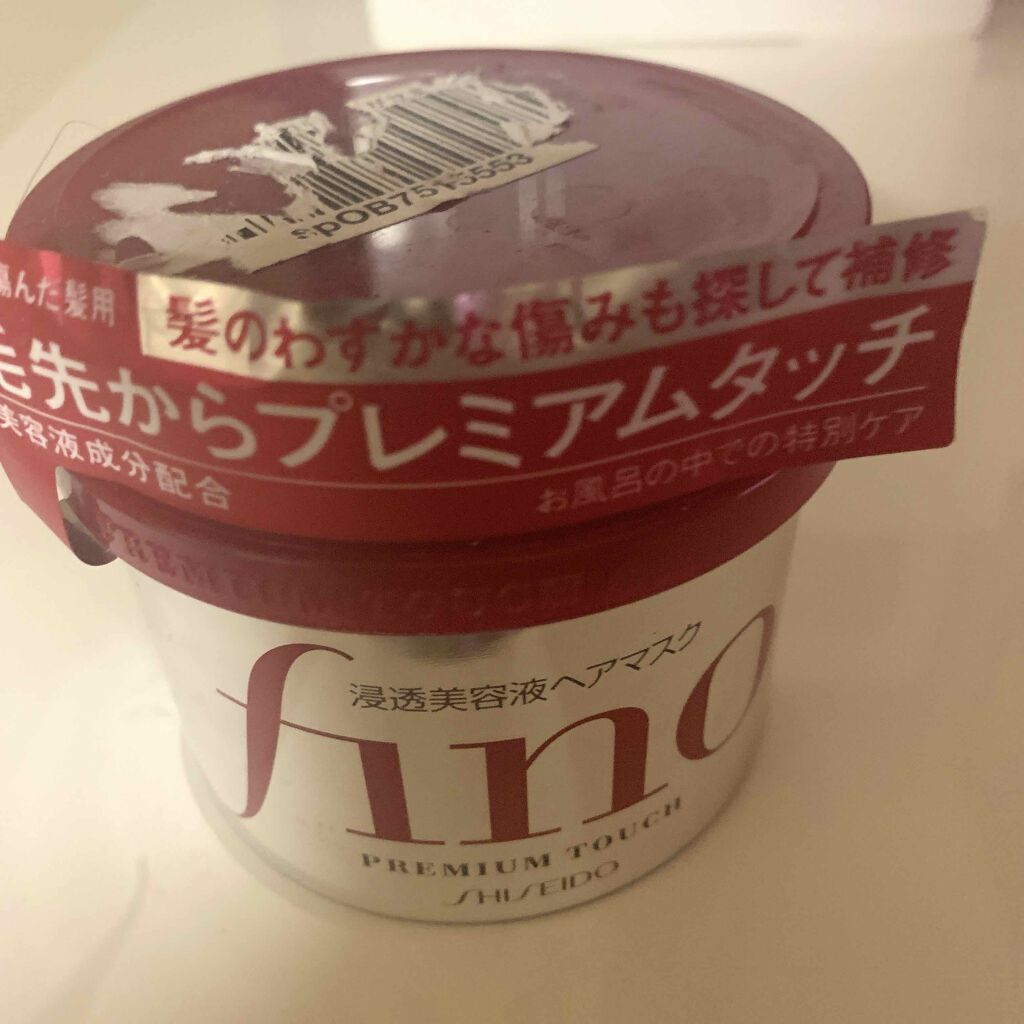 spOB7515553
傷んだ髪用
髪のわずかな傷みも探して補修
毛先からプレミアムタッチ
美容液成分配合
お風呂の中での特別ケア
浸透美容液ヘアマスク
fino
PREMIUM TOUCH
SHISEIDO